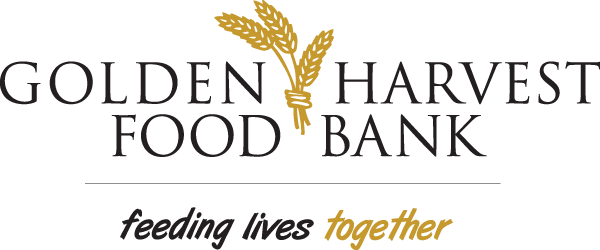 GOLDEN HARVEST
FOOD BANK
feeding lives together